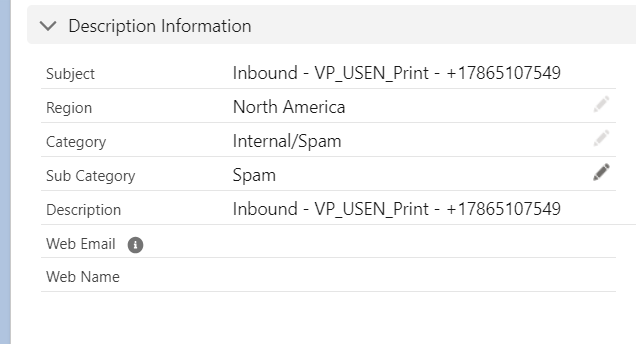 Description Information
Subject Inbound - VP_USEN_Print - +17865107549
Region North America
Category Internal/Spam
Sub Category Spam
Description Inbound - VP_USEN_Print - +17865107549
Web Email
Web Name